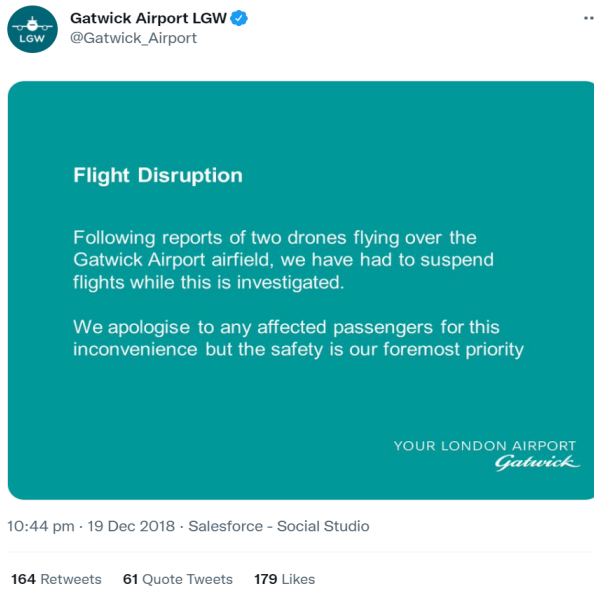 Gatwick Airport LGW
LGW
@Gatwick_Airport
Flight Disruption
Following reports of two drones flying over the
Gatwick Airport airfield, we have had to suspend
flights while this is investigated.
We apologise to any affected passengers for this
inconvenience but the safety is our foremost priority
YOUR LONDON AIRPORT
Gatwick
10:44 pm · 19 Dec 2018 · Salesforce - Social Studio
164 Retweets 61 Quote Tweets 179 Likes